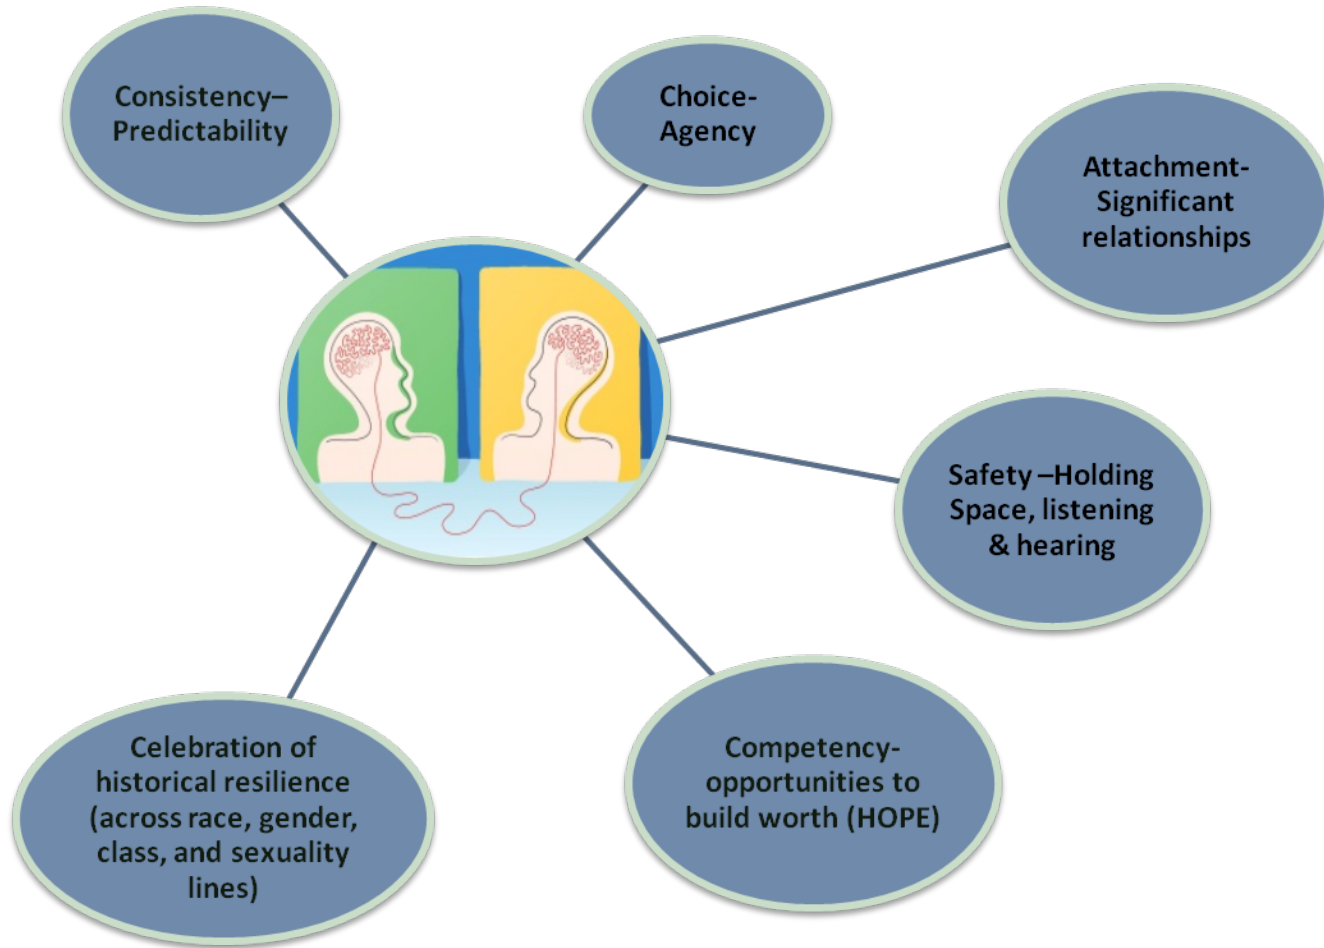 Consistency–
Predictability
Choice-
Agency
Attachment-
Significant
relationships
Safety –Holding
Space, listening
& hearing
Competency-
opportunities to
build worth (HOPE)
Celebration of
historical resilience
(across race, gender,
class, and sexuality
lines)